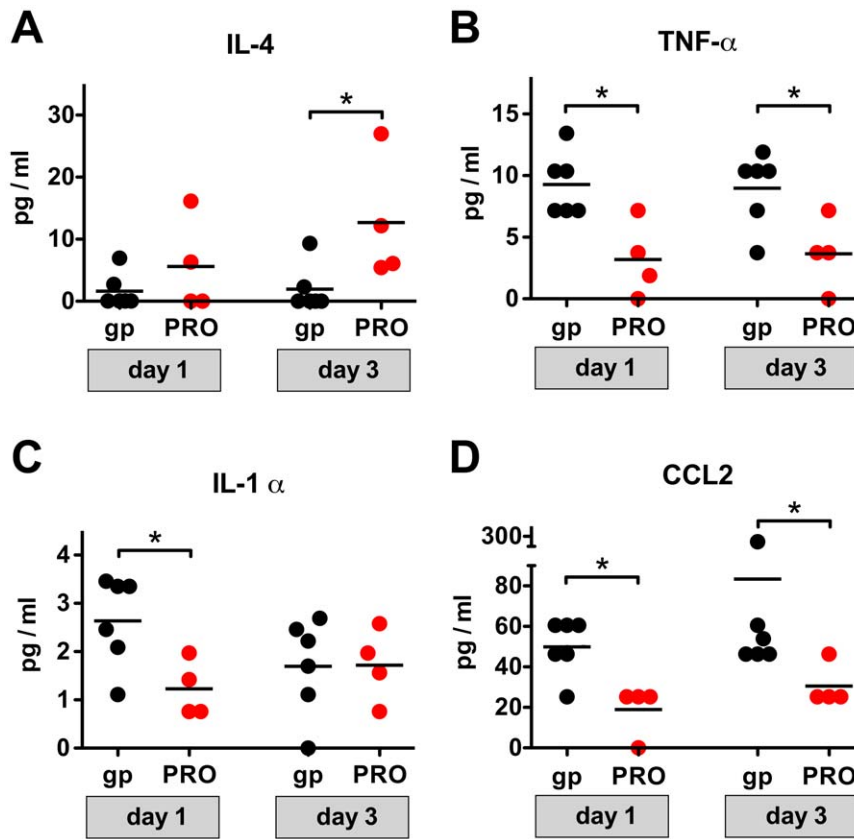 A
IL-4
pg / ml
30
20
10
0
*
gp PRO gp PRO
day 1 day 3
B
TNF-α
pg / ml
15
10
5
0
* *
gp PRO gp PRO
day 1 day 3
C
IL-1 α
pg / ml
4
3
2
1
0
*
gp PRO gp PRO
day 1 day 3
D
CCL2
pg / ml
300
80
60
40
20
0
* *
gp PRO gp PRO
day 1 day 3